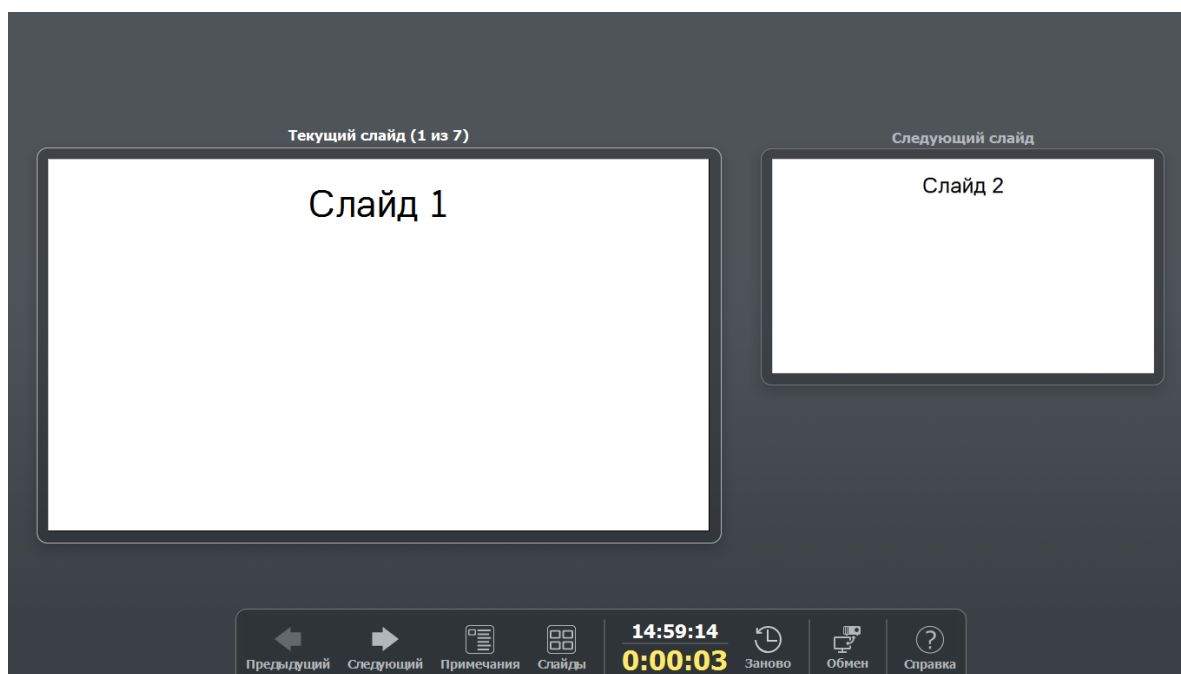 Текущий слайд (1 из 7)
Следующий слайд
Слайд 1
Слайд 2
14:59:14
0:00:03
Предыдущий Следующий Примечания Слайды Заново Обмен Справка